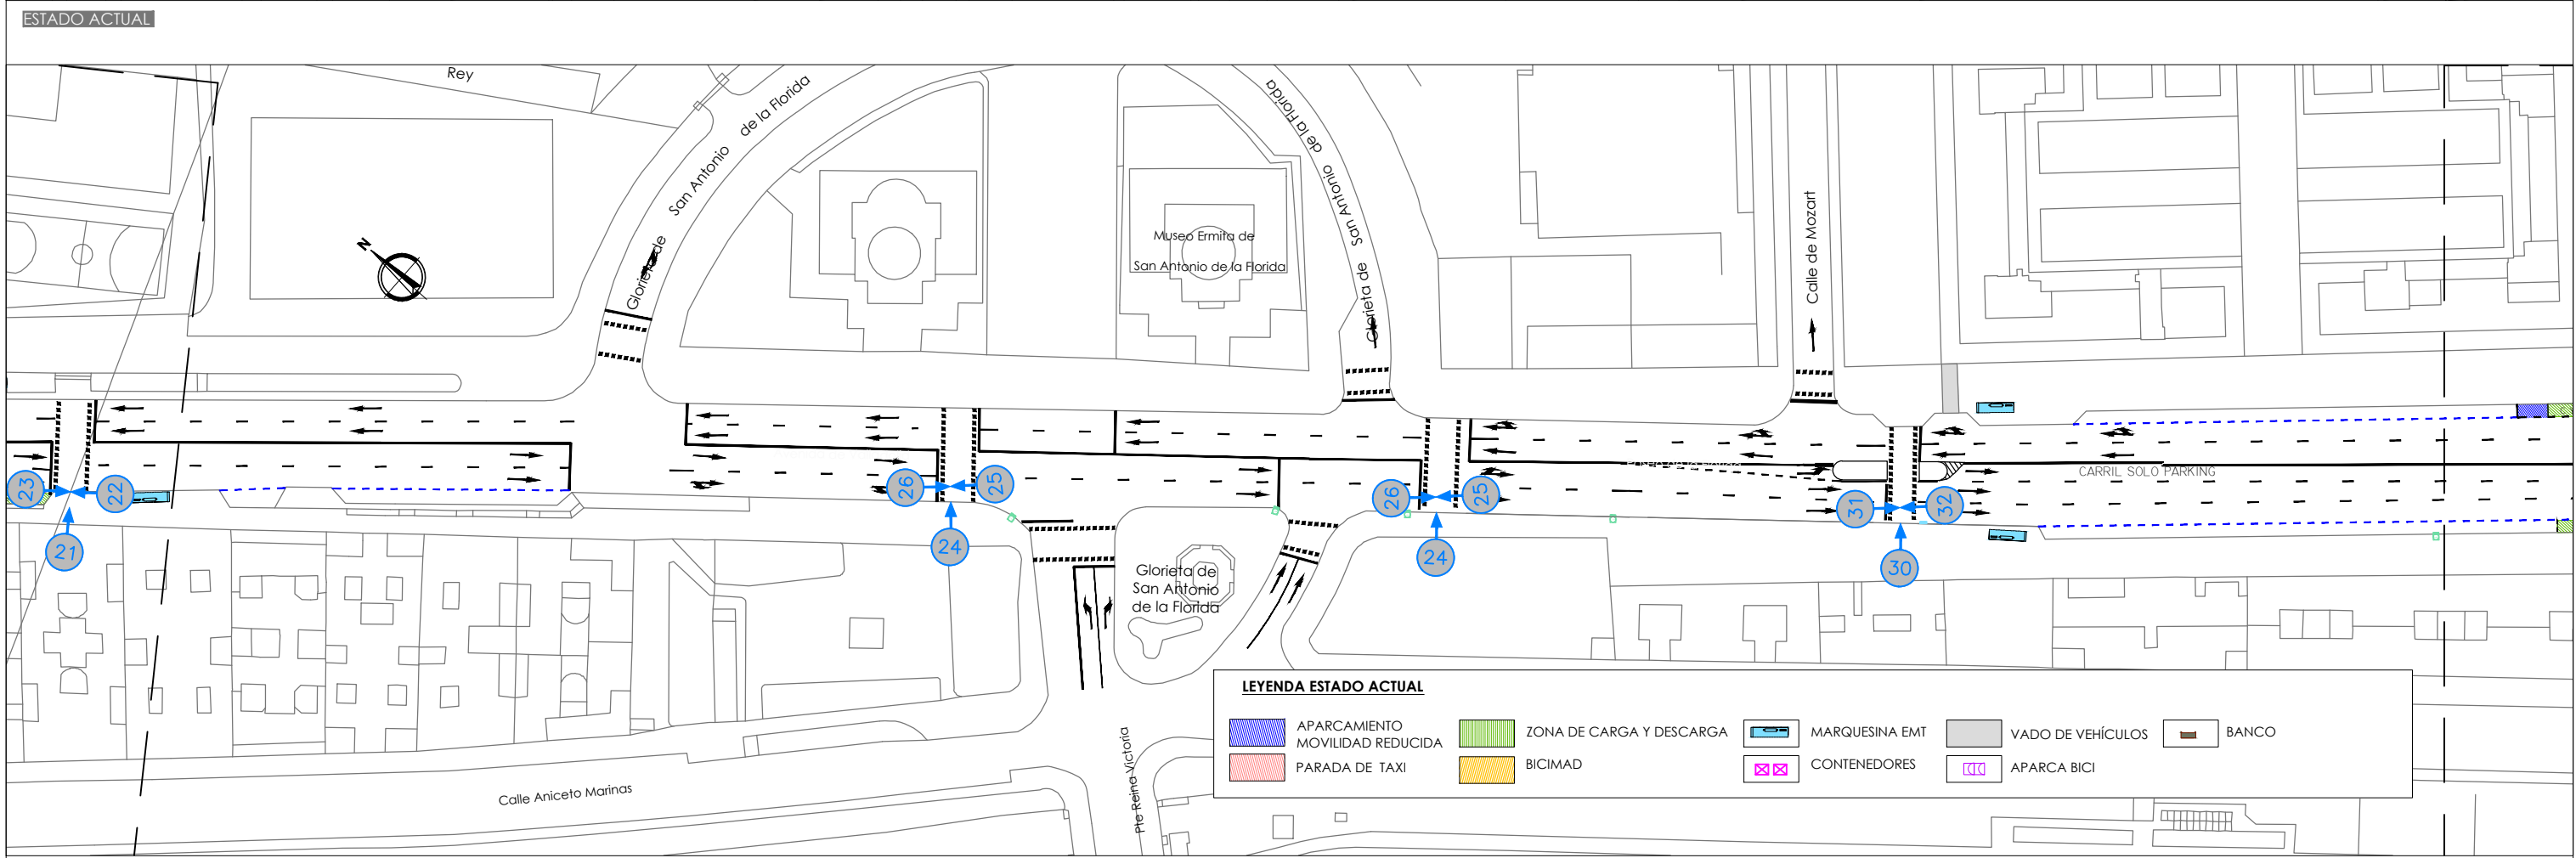 ESTADO ACTUAL
Rey
Glorieta de San Antonio de la Florida
Glorieta de San Antonio de la Florida
Museo Ermita de
San Antonio de la Florida
Calle de Mozart
N
CARRIL SOLO PARKING
23
22
21
26
25
24
26
25
24
31
32
30
Glorieta de
San Antonio
de la Florida
Pte Reina Victoria
Calle Aniceto Marinas
LEYENDA ESTADO ACTUAL
APARCAMIENTO
MOVILIDAD REDUCIDA
ZONA DE CARGA Y DESCARGA
MARQUESINA EMT
VADO DE VEHÍCULOS
BANCO
PARADA DE TAXI
BICIMAD
CONTENEDORES
APARCA BICI